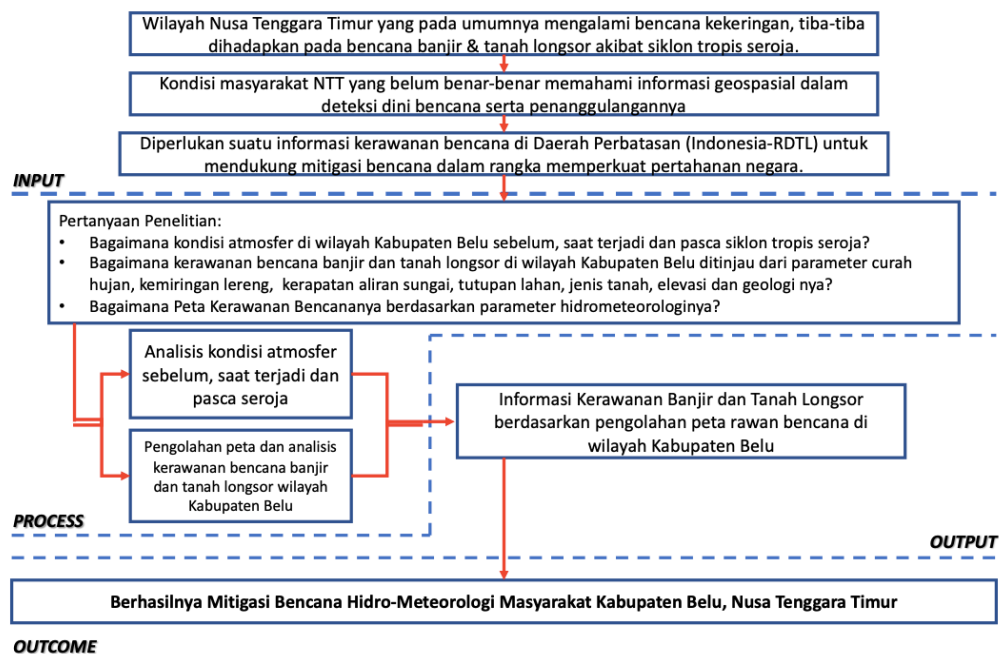 Wilayah Nusa Tenggara Timur yang pada umumnya mengalami bencana kekeringan, tiba-tiba
dihadapkan pada bencana banjir & tanah longsor akibat siklon tropis seroja.
Kondisi masyarakat NTT yang belum benar-benar memahami informasi geospasial dalam
deteksi dini bencana serta penanggulangannya
Diperlukan suatu informasi kerawanan bencana di Daerah Perbatasan (Indonesia-RDTL) untuk
mendukung mitigasi bencana dalam rangka memperkuat pertahanan negara.
INPUT
Pertanyaan Penelitian:
• Bagaimana kondisi atmosfer di wilayah Kabupaten Belu sebelum, saat terjadi dan pasca siklon tropis seroja?
• Bagaimana kerawanan bencana banjir dan tanah longsor di wilayah Kabupaten Belu ditinjau dari parameter curah
hujan, kemiringan lereng, kerapatan aliran sungai, tutupan lahan, jenis tanah, elevasi dan geologi nya?
• Bagaimana Peta Kerawanan Bencananya berdasarkan parameter hidrometeorologinya?
Analisis kondisi atmosfer
sebelum, saat terjadi dan
pasca seroja
Pengolahan peta dan analisis
kerawanan bencana banjir
dan tanah longsor wilayah
Kabupaten Belu
PROCESS
Informasi Kerawanan Banjir dan Tanah Longsor
berdasarkan pengolahan peta rawan bencana di
wilayah Kabupaten Belu
OUTPUT
Berhasilnya Mitigasi Bencana Hidro-Meteorologi Masyarakat Kabupaten Belu, Nusa Tenggara Timur
OUTCOME